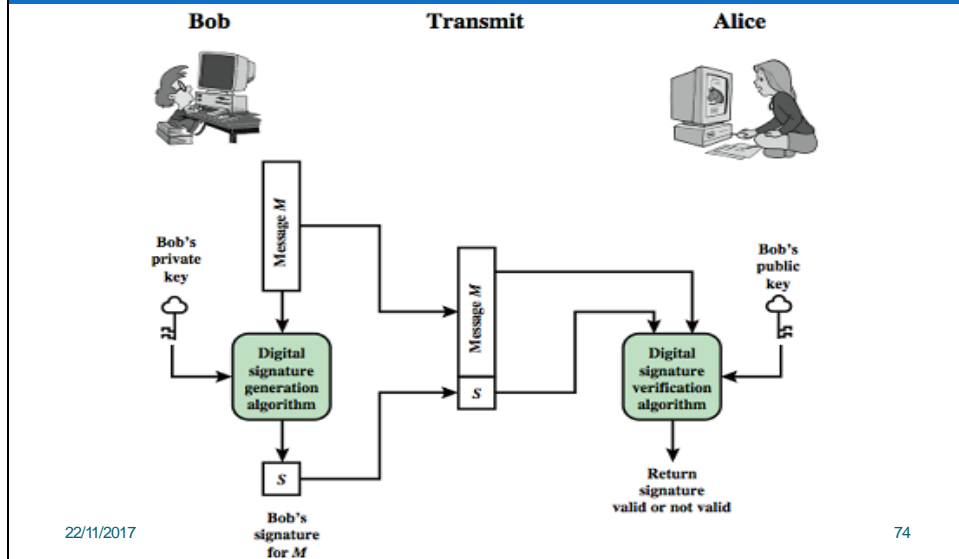 Bob
Transmit
Alice
Message M
Bob's
private
key
Message M
Bob's
public
key
Digital
signature
generation
algorithm
S
Digital
signature
verification
algorithm
S
Bob's
signature
for M
Return
signature
valid or not valid
22/11/2017
74